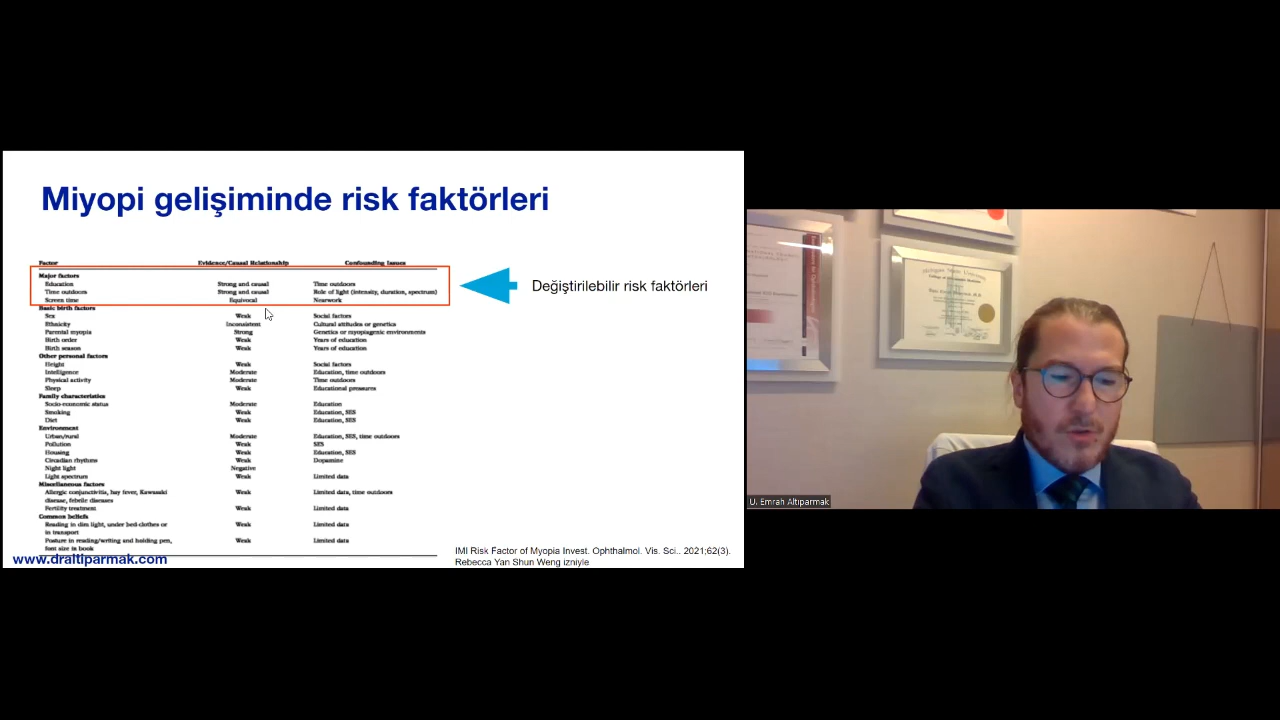 Miyopi gelişiminde risk faktörleri
Factor Evidence/Causal Relationship Confounding Issues
Major factors
Education Strong and causal Time outdoors
Time outdoors Strong and causal Role of light (intensity, duration, spectrum)
Screen time Equivocal Nearwork
Değiştirilebilir risk faktörleri
Basic birth factors
Sex Weak Social factors
Ethnicity Inconsistent Cultural attitudes or genetics
Parental myopia Strong Genetics or myopiagenic environments
Birth order Weak Years of education
Birth season Weak Years of education
Other personal factors
Height Weak Social factors
Intelligence Moderate Education, time outdoors
Physical activity Moderate Time outdoors
Sleep Weak Educational pressures
Family characteristics
Socio-economic status Moderate Education
Smoking Weak Education, SES
Diet Weak Education, SES
Environment
Urban/rural Moderate Education, SES, time outdoors
Pollution Weak SES
Housing Weak Education, SES
Circadian rhythms Weak Dopamine
Night light Negative
Light spectrum Weak Limited data
Miscellaneous factors
Allergic conjunctivitis, hay fever, Kawasaki Weak Limited data, time outdoors
disease, febrile diseases
Fertility treatment Weak Limited data
Common beliefs
Reading in dim light, under bed-clothes or Weak Limited data
in transport
Posture in reading/writing and holding pen, Weak Limited data
font size in book
www.draltiparmak.com
IMI Risk Factor of Myopia Invest. Ophthalmol. Vis. Sci.. 2021;62(3).
Rebecca Yan Shun Weng izniyle
Michigan State University
U. Emrah Altıparmak